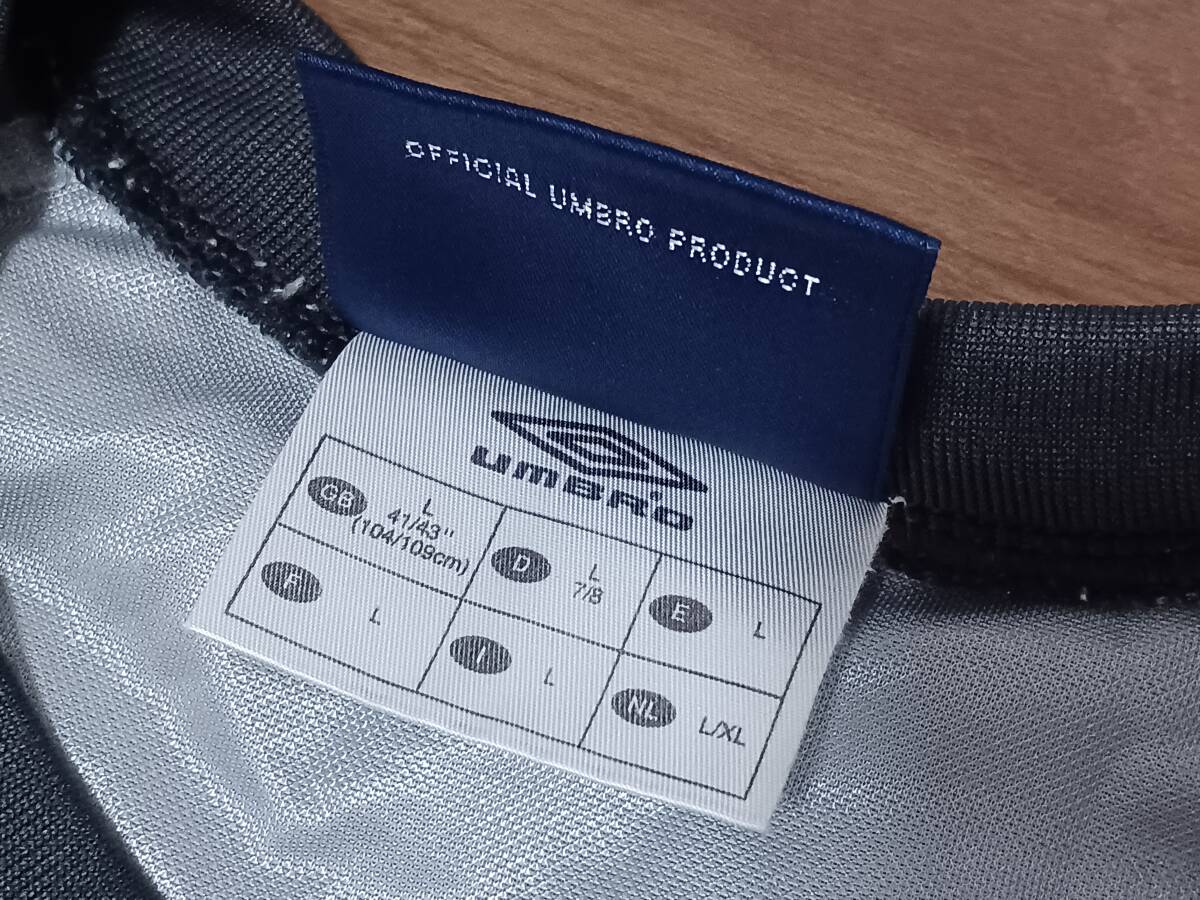 OFFICIAL UMBRO PRODUCT
UMBRO
GB L
41/43"
(104/109cm)
D L
7/8
E L
F L
I L
NL L/XL